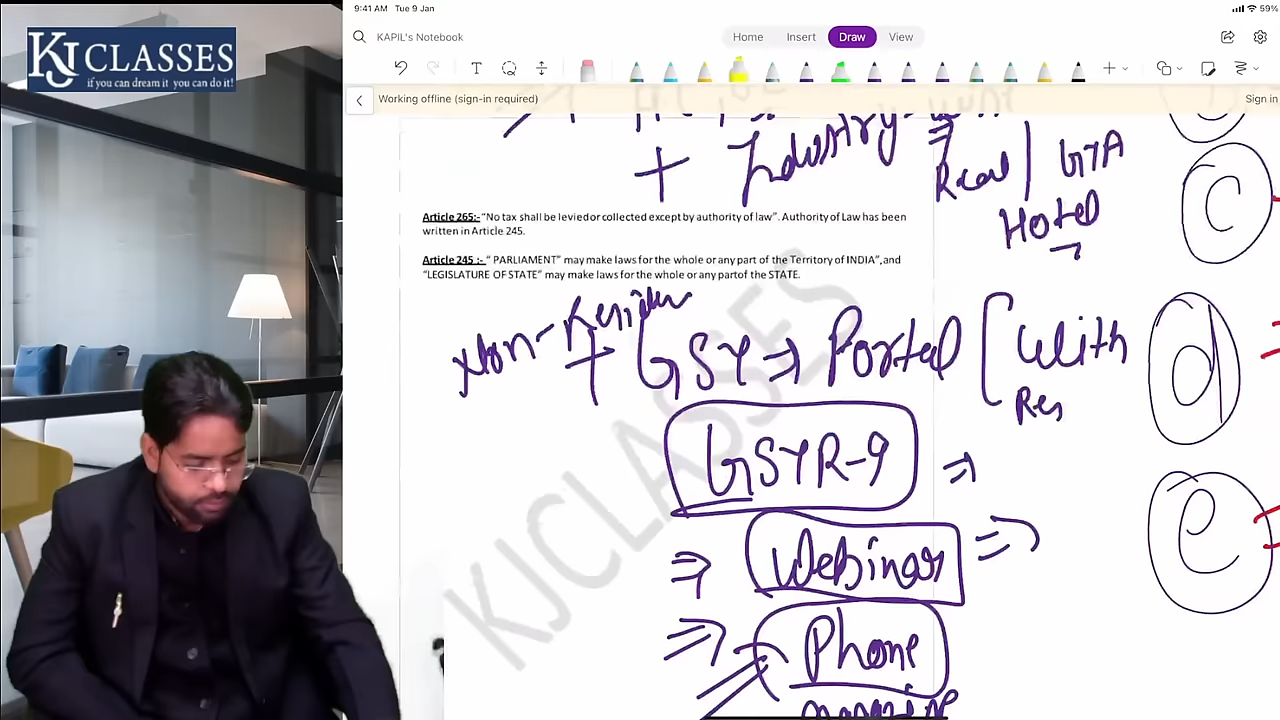 KJ CLASSES
if you can dream it you can do it!
9:41 AM Tue 9 Jan
59%
KAPIL's Notebook
Home Insert Draw View
Working offline (sign-in required)
Sign in
+ Industry
Real | GTA
Hotel
C
Article 265:- "No tax shall be leviedor collected except by authority of law". Authority of Law has been
written in Article 245.
Article 245 :- " PARLIAMENT" may make laws for the whole or any part of the Territory of INDIA",and
"LEGISLATURE OF STATE" may make laws for the whole or any partof the STATE.
Non-Resident
+ GST ⇒ Portal [ With
Res
d
GSTR-9 ⇒
⇒ Webinar ⇒
e
⇒ Phone
KJCLASSES